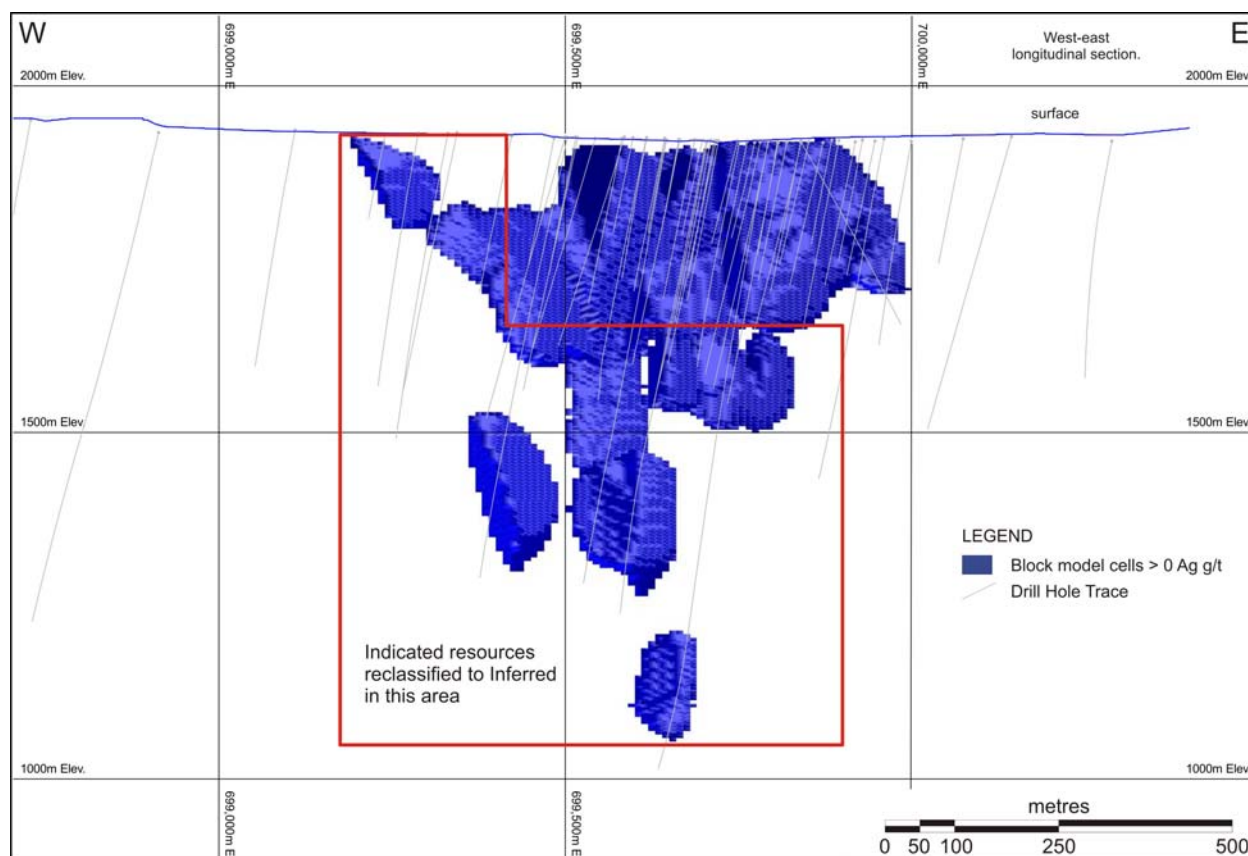 W
E
699,000m E
699,500m E
700,000m E
West-east
longitudinal section.
2000m Elev.
2000m Elev.
surface
1500m Elev.
1500m Elev.
LEGEND
Block model cells > 0 Ag g/t
Drill Hole Trace
Indicated resources
reclassified to Inferred
in this area
1000m Elev.
1000m Elev.
699,000m E
699,500m E
metres
0 50 100 250 500